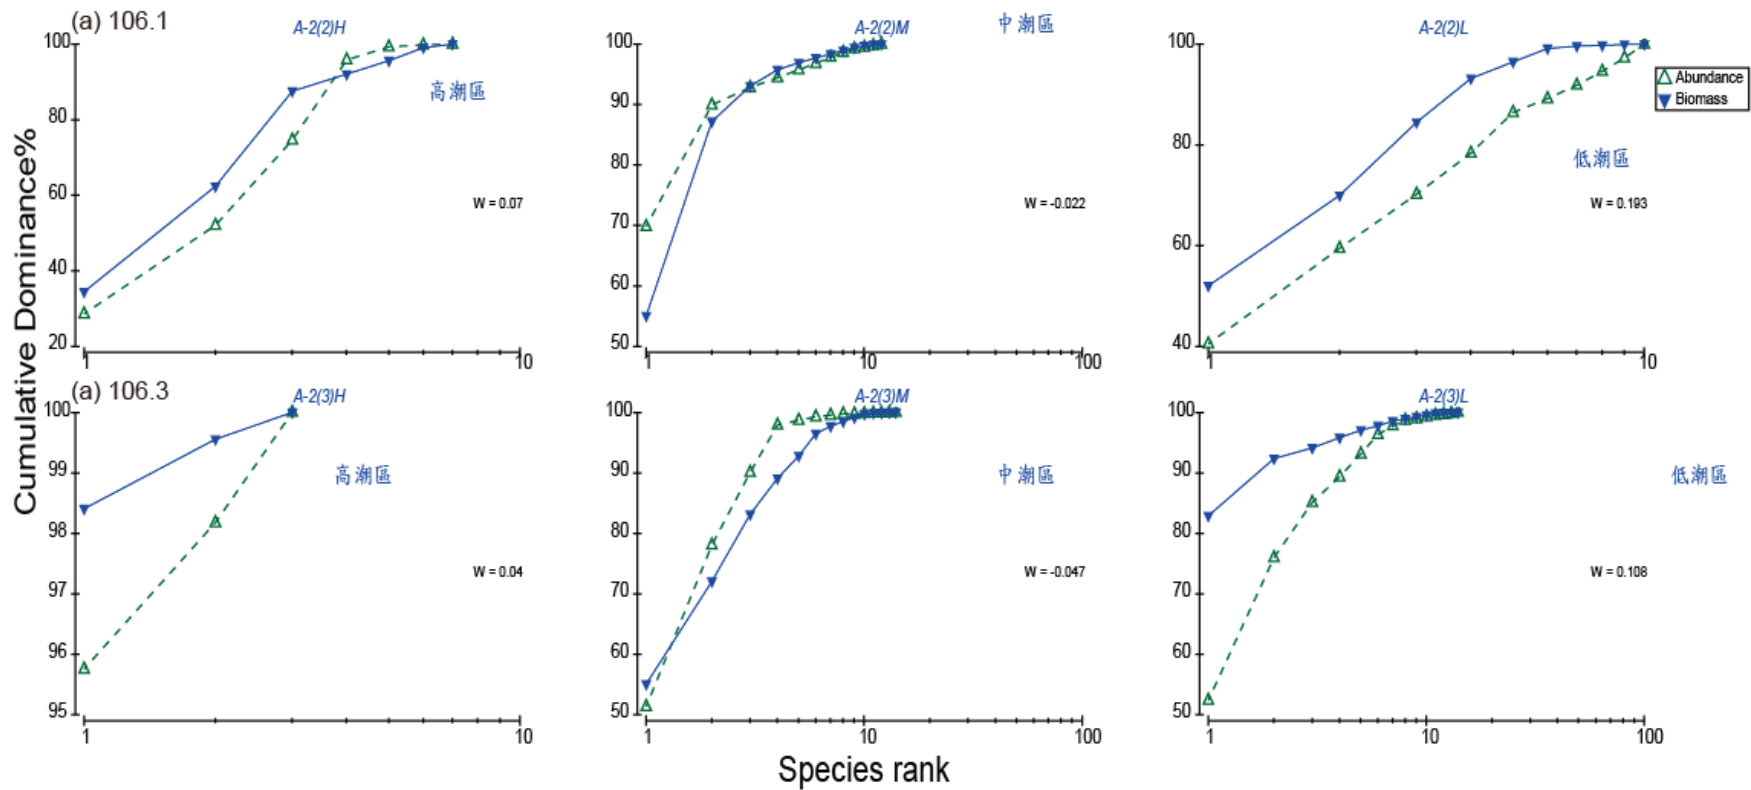 (a) 106.1
A-2(2)H
100
80
60
40
20
高潮區
W = 0.07
1
10
A-2(2)M
中潮區
100
90
80
70
60
50
W = -0.022
1
10
100
A-2(2)L
100
80
60
40
低潮區
W = 0.193
1
10
Abundance
Biomass
Cumulative Dominance%
(a) 106.3
A-2(3)H
100
99
98
97
96
95
高潮區
W = 0.04
1
10
A-2(3)M
100
90
80
70
60
50
中潮區
W = -0.047
1
10
100
A-2(3)L
100
90
80
70
60
50
低潮區
W = 0.108
1
10
100
Species rank